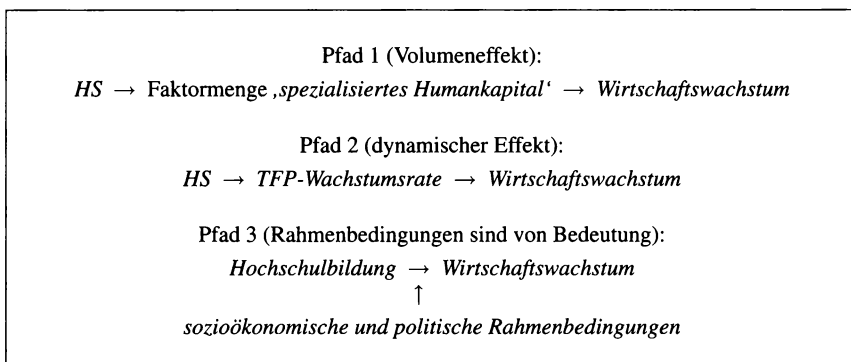 Pfad 1 (Volumeneffekt):
HS → Faktormenge ‚spezialisiertes Humankapital‘ → Wirtschaftswachstum
Pfad 2 (dynamischer Effekt):
HS → TFP-Wachstumsrate → Wirtschaftswachstum
Pfad 3 (Rahmenbedingungen sind von Bedeutung):
Hochschulbildung → Wirtschaftswachstum
↑
sozioökonomische und politische Rahmenbedingungen